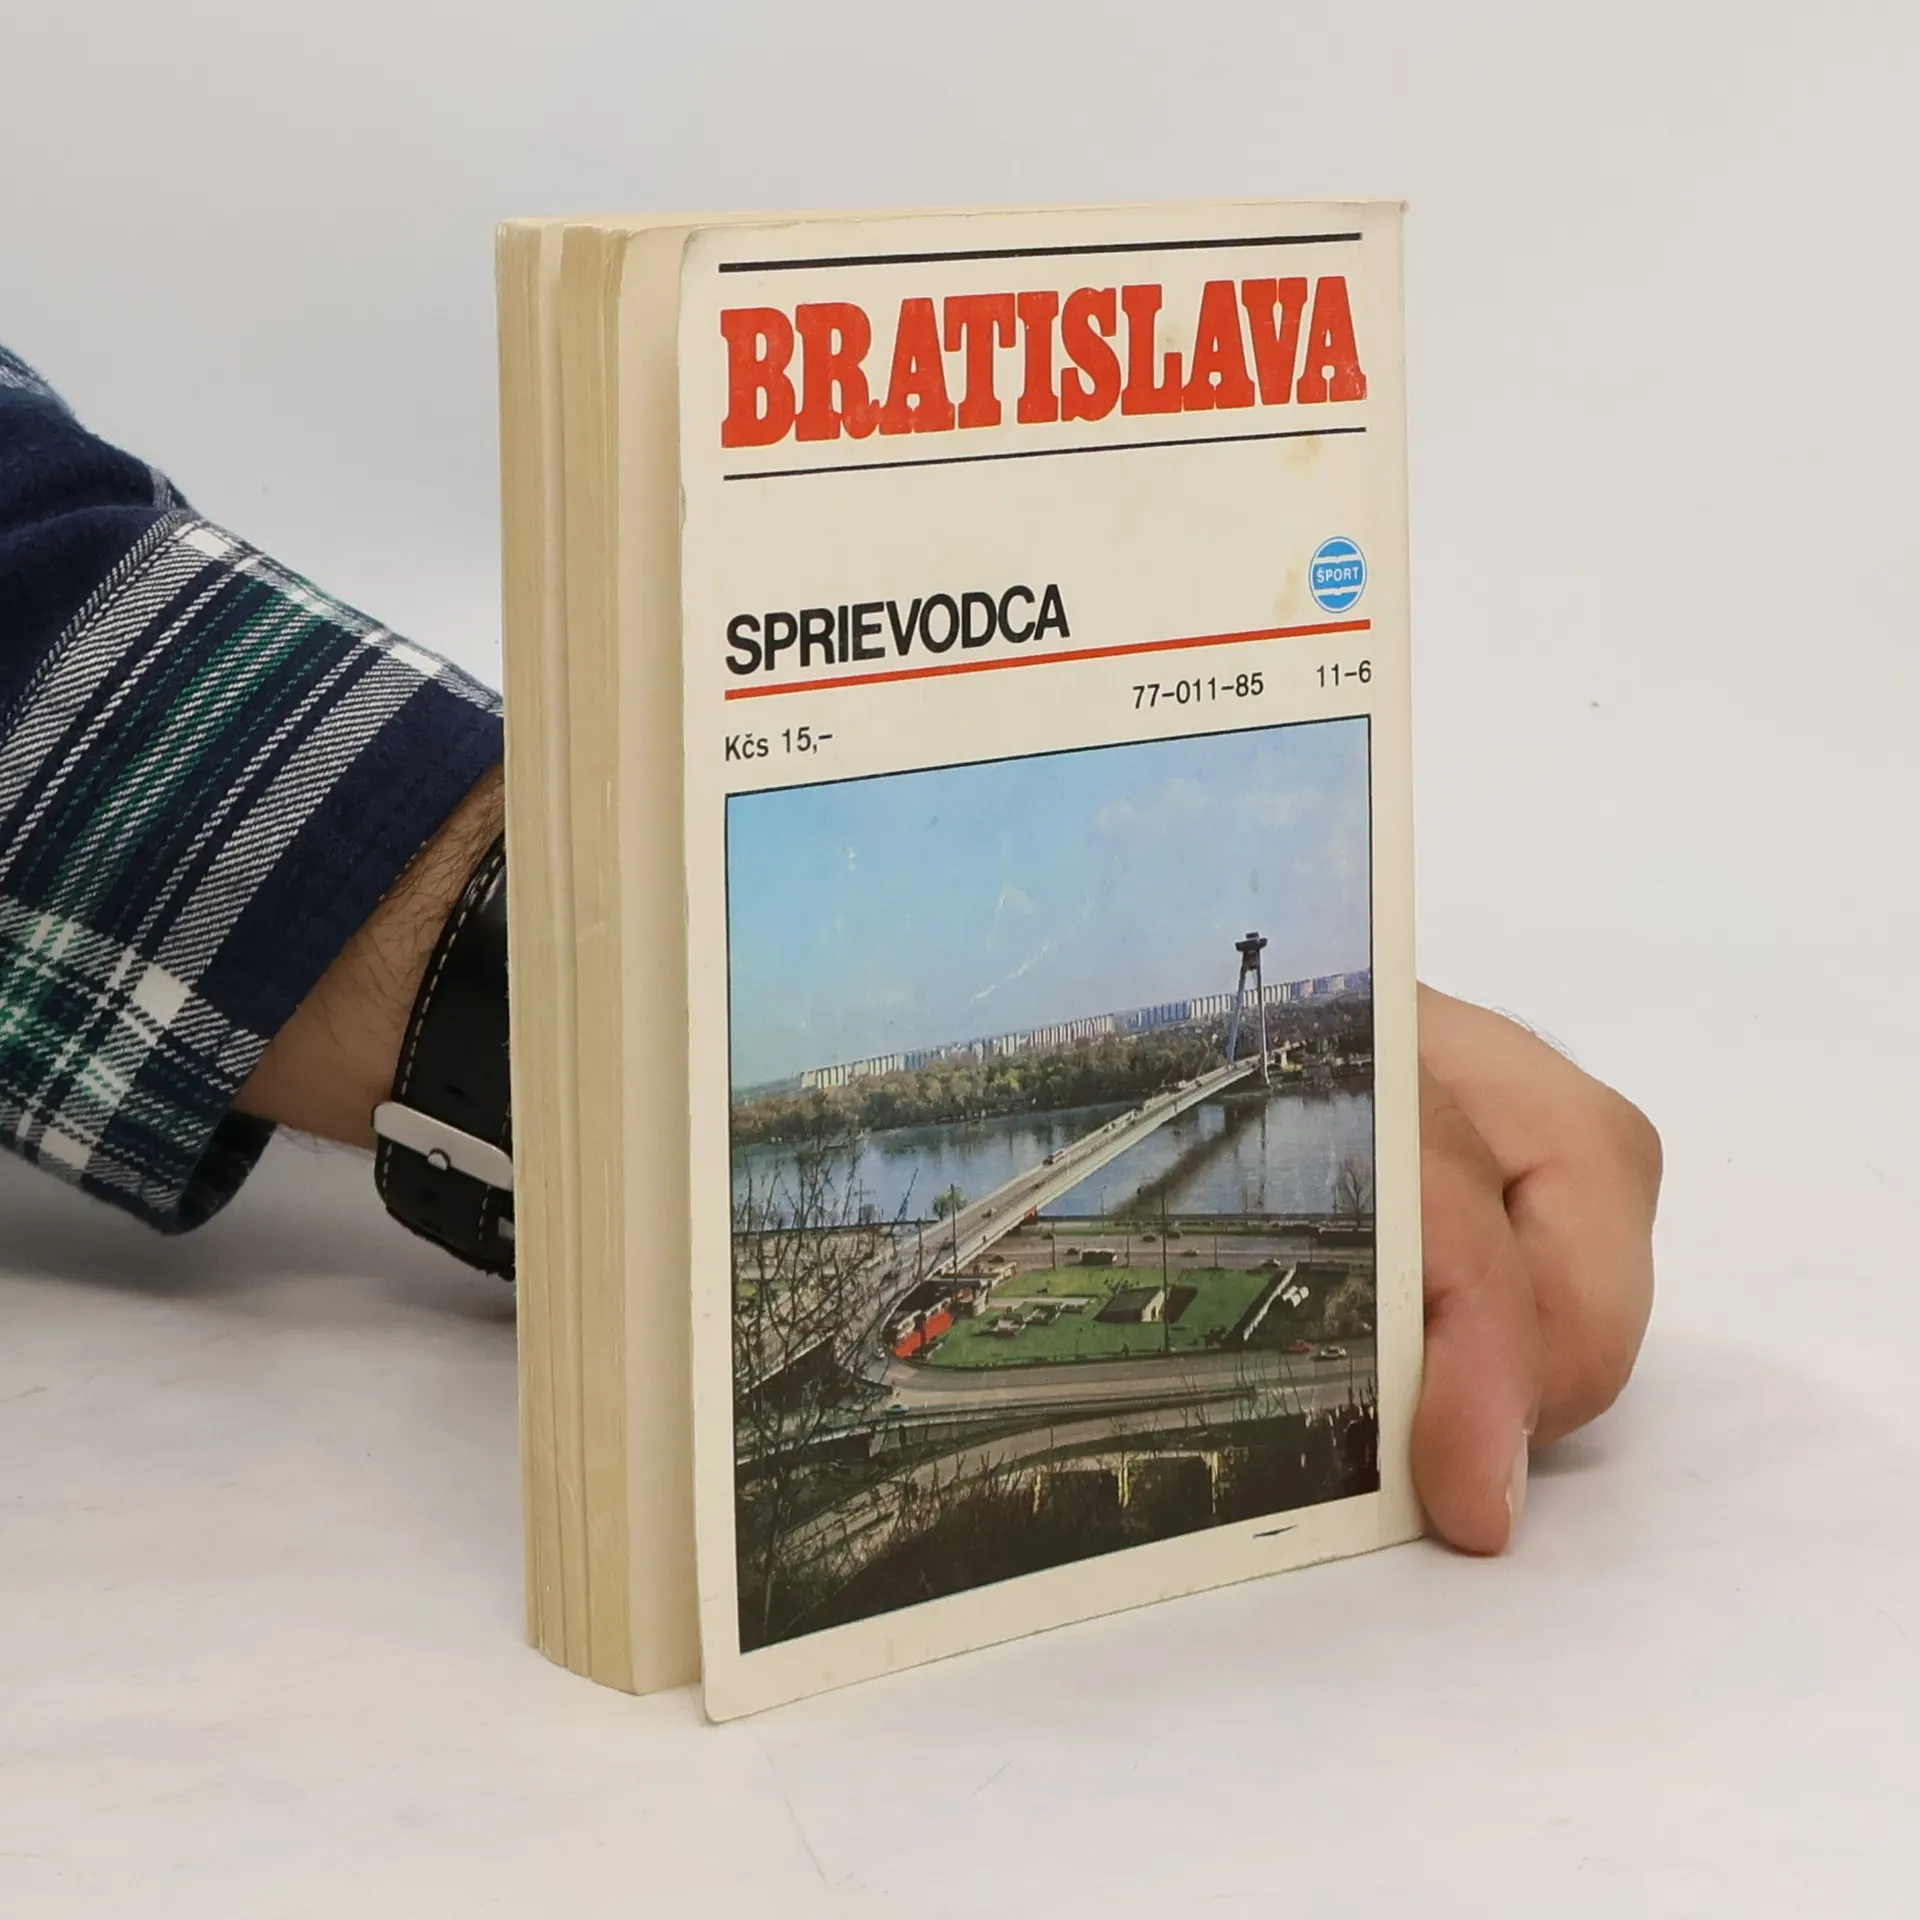 BRATISLAVA
ŠPORT
SPRIEVODCA
77-011-85 11-6
Kčs 15,-